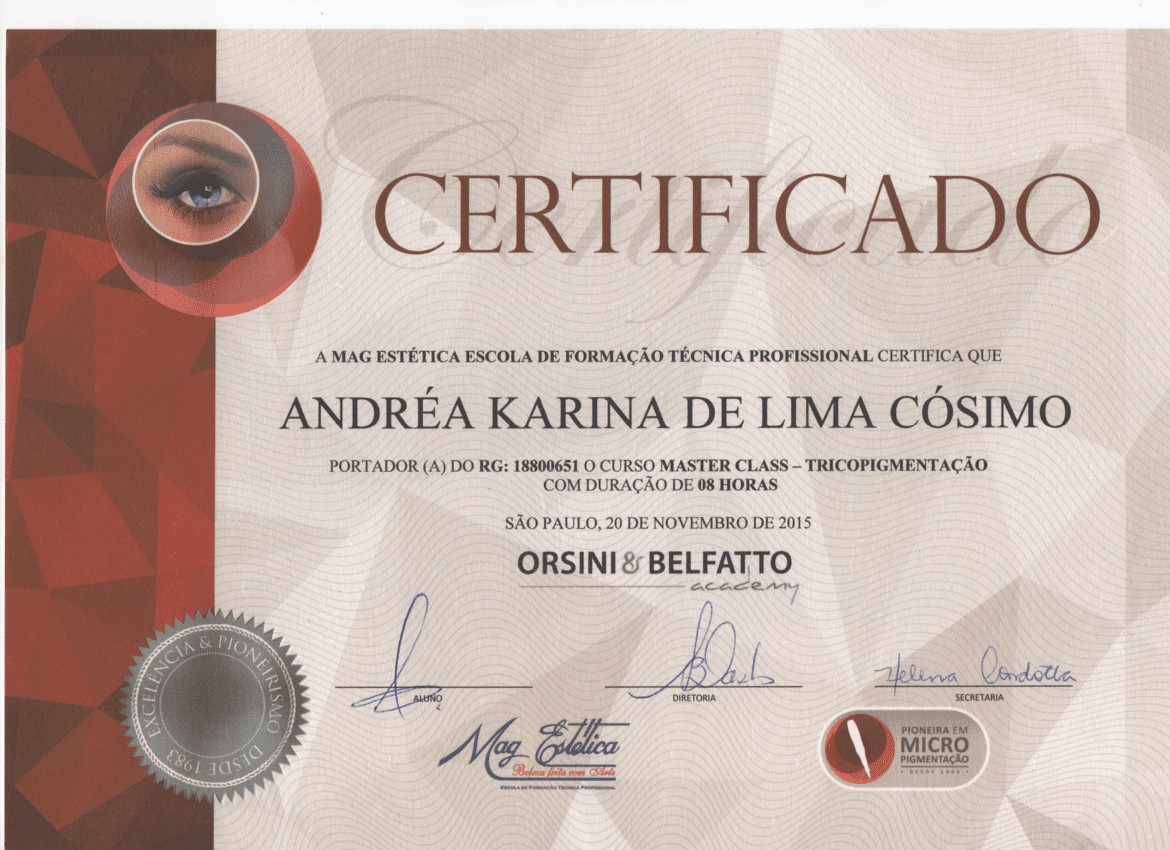 Certificado
CERTIFICADO
A MAG ESTÉTICA ESCOLA DE FORMAÇÃO TÉCNICA PROFISSIONAL CERTIFICA QUE
ANDRÉA KARINA DE LIMA CÓSIMO
PORTADOR (A) DO RG: 18800651 O CURSO MASTER CLASS – TRICOPIGMENTAÇÃO
COM DURAÇÃO DE 08 HORAS
SÃO PAULO, 20 DE NOVEMBRO DE 2015
ORSINI & BELFATTO
academy
Helena
ALUNO
DIRETORIA
SECRETARIA
EXCELÊNCIA & PIONEIRISMO
DESDE 1983
Mag Estética
Beleza feita com Arte
ESCOLA DE FORMAÇÃO TÉCNICA PROFISSIONAL
PIONEIRA EM
MICRO
PIGMENTAÇÃO
• DESDE 1983 •